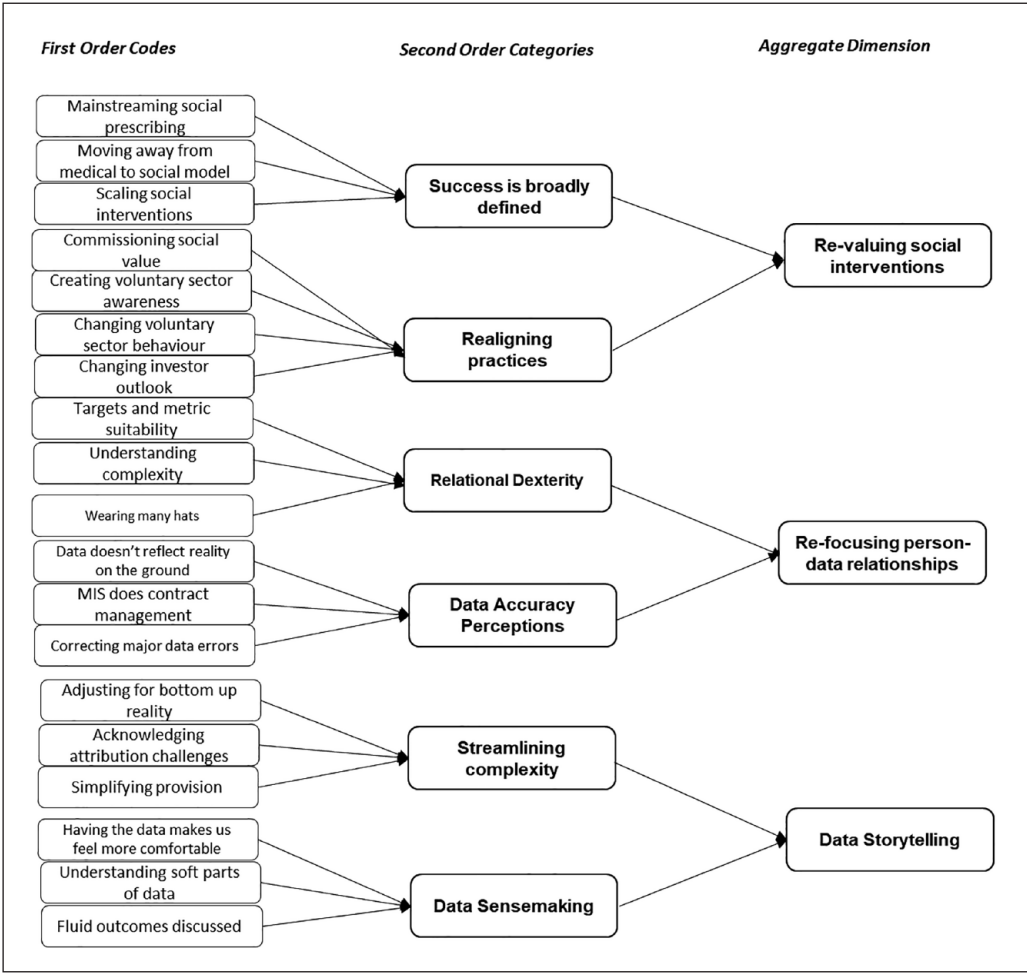 First Order Codes
Second Order Categories
Aggregate Dimension
Mainstreaming social
prescribing
Moving away from
medical to social model
Scaling social
interventions
Commissioning social
value
Creating voluntary sector
awareness
Changing voluntary
sector behaviour
Changing investor
outlook
Targets and metric
suitability
Understanding
complexity
Wearing many hats
Data doesn't reflect reality
on the ground
MIS does contract
management
Correcting major data errors
Adjusting for bottom up
reality
Acknowledging
attribution challenges
Simplifying provision
Having the data makes us
feel more comfortable
Understanding soft parts
of data
Fluid outcomes discussed
Success is broadly
defined
Realigning
practices
Relational Dexterity
Data Accuracy
Perceptions
Streamlining
complexity
Data Sensemaking
Re-valuing social
interventions
Re-focusing person-
data relationships
Data Storytelling